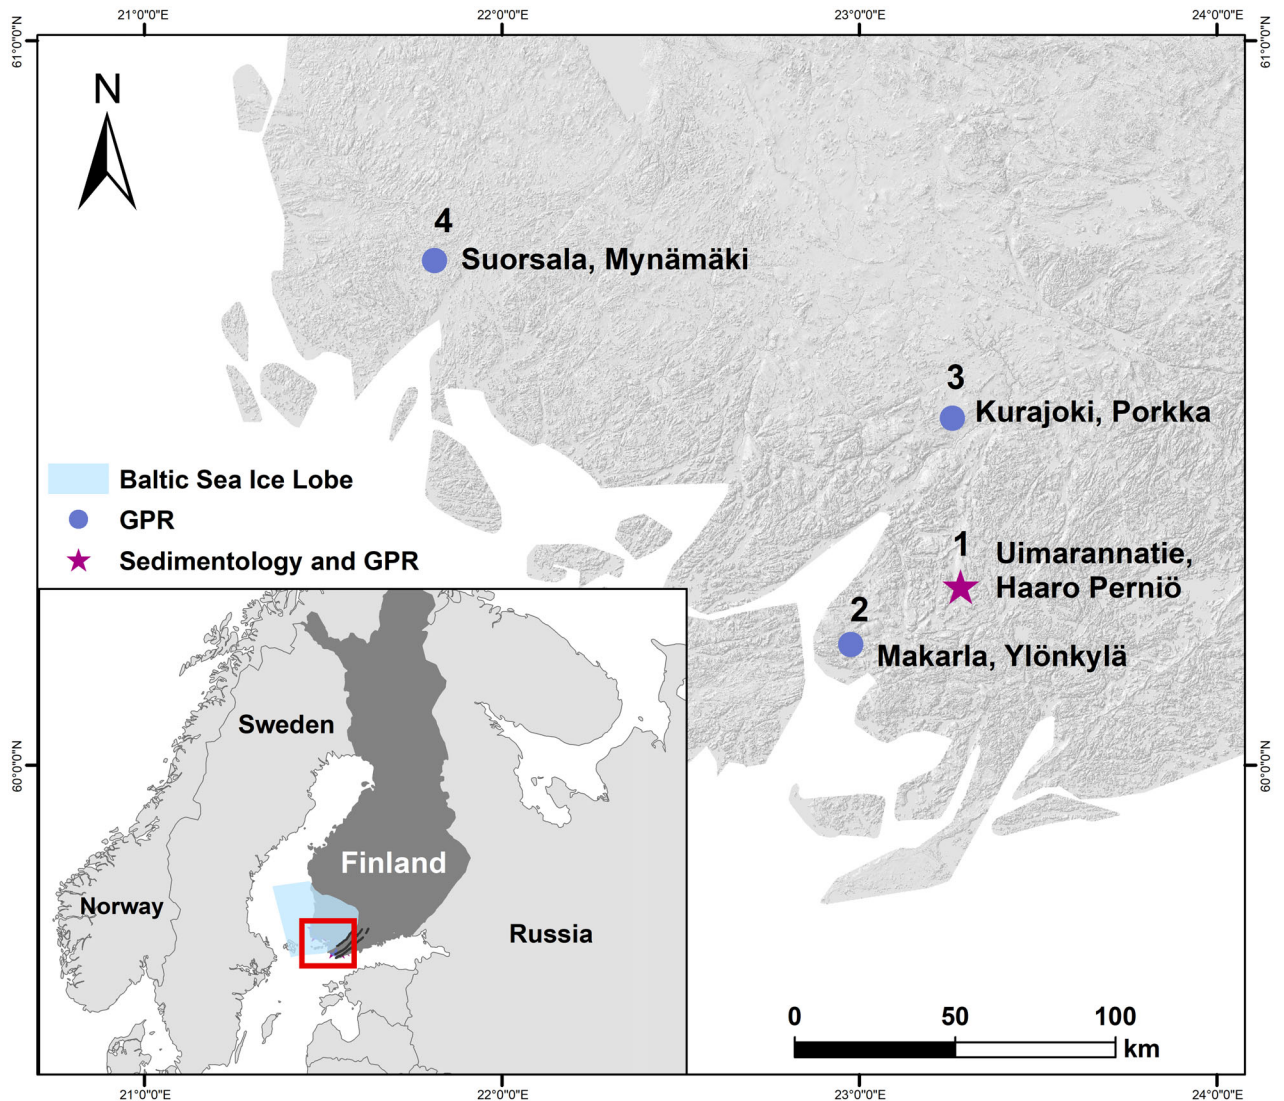 21°0'0"E
22°0'0"E
23°0'0"E
24°0'0"E
61°0'0"N
61°0'0"N
N
4
Suorsala, Mynämäki
3
Kurajoki, Porkka
Baltic Sea Ice Lobe
GPR
Sedimentology and GPR
1
Uimarannatie,
Haaro Perniö
2
Makarla, Ylönkylä
Sweden
Finland
Norway
Russia
60°0'0"N
60°0'0"N
0
50
100
km
21°0'0"E
22°0'0"E
23°0'0"E
24°0'0"E